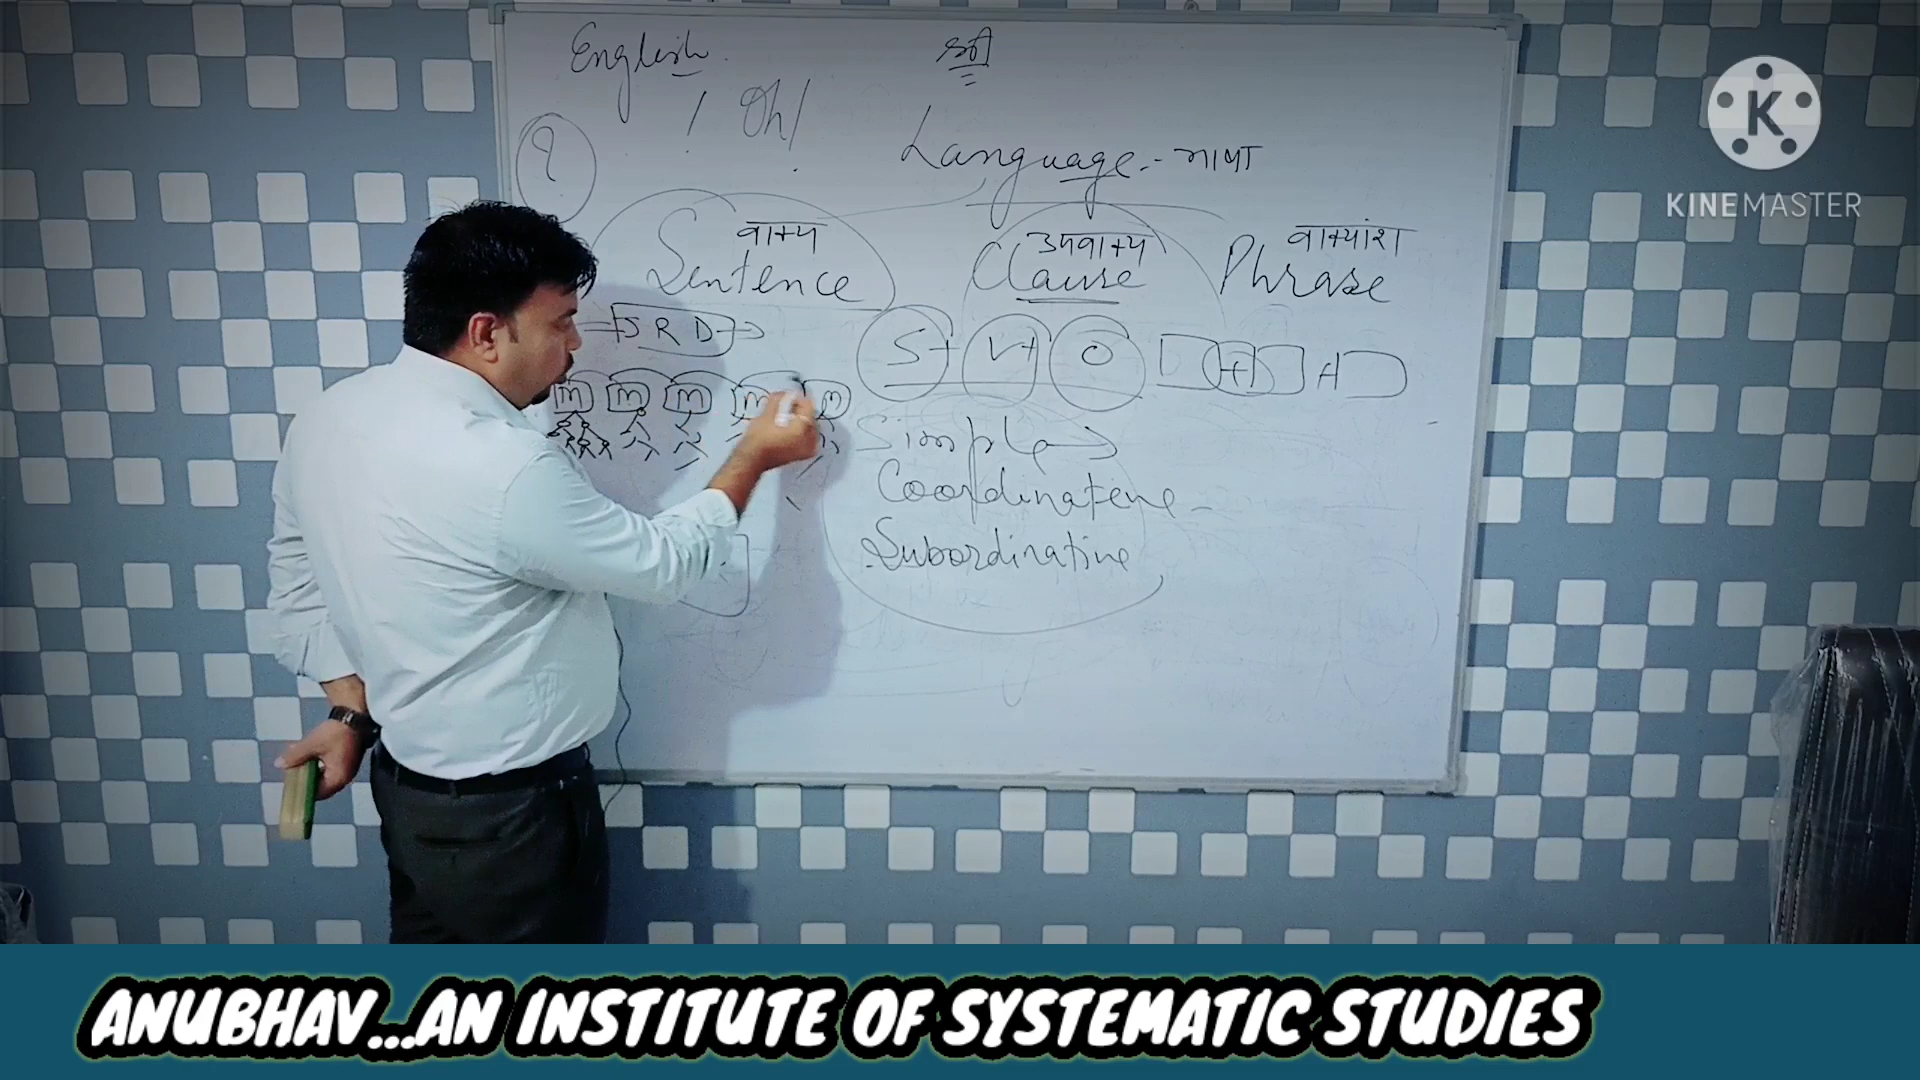 English
श्री
! Oh!
?
Language - भाषा
वाक्य उपवाक्य वाक्यांश
Sentence Clause Phrase
S R D
S + V + O
m m m m m
Simple →
Coordinative
Subordinative
K
KINEMASTER
ANUBHAV...AN INSTITUTE OF SYSTEMATIC STUDIES